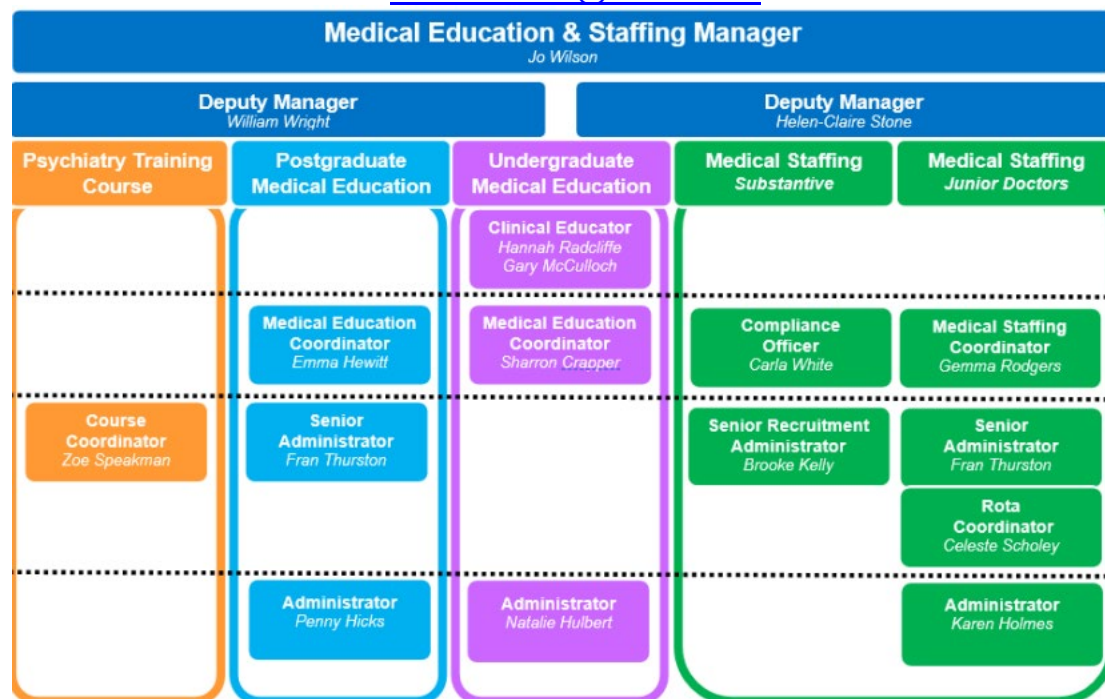 Medical Education & Staffing Manager
Jo Wilson
Deputy Manager
William Wright
Deputy Manager
Helen-Claire Stone
Psychiatry Training
Course
Postgraduate
Medical Education
Undergraduate
Medical Education
Medical Staffing
Substantive
Medical Staffing
Junior Doctors
Clinical Educator
Hannah Radcliffe
Gary McCulloch
Medical Education
Coordinator
Emma Hewitt
Medical Education
Coordinator
Sharron Crapper
Compliance
Officer
Carla White
Medical Staffing
Coordinator
Gemma Rodgers
Course
Coordinator
Zoe Speakman
Senior
Administrator
Fran Thurston
Senior Recruitment
Administrator
Brooke Kelly
Senior
Administrator
Fran Thurston
Rota
Coordinator
Celeste Scholey
Administrator
Penny Hicks
Administrator
Natalie Hulbert
Administrator
Karen Holmes